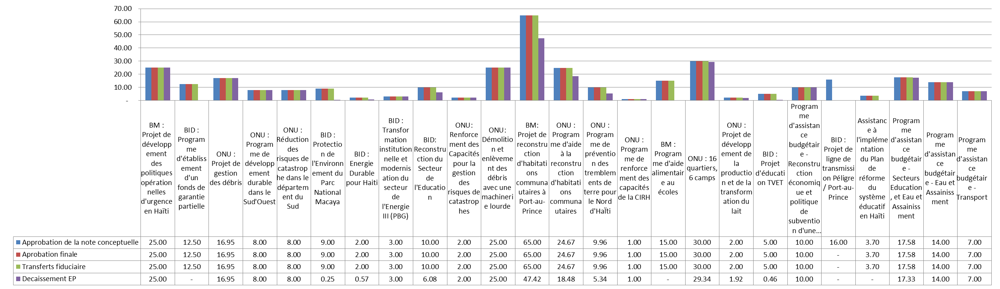 70.00
60.00
50.00
40.00
30.00
20.00
10.00
-
BM :
Projet de
développ
ement
des
politiques
opération
nelles
d'urgence
en Haïti
BID :
Program
me
d'établiss
ement
d'un
fonds de
garantie
partielle
ONU :
Projet de
gestion
des débris
ONU :
Program
me de
développ
ement
durable
dans le
Sud'Ouest
ONU :
Réduction
des
risques de
catastrop
he dans le
départem
ent du
Sud
BID :
Protectio
n de
l'Environn
ement du
Parc
National
Macaya
BID :
Energie
Durable
pour Haiti
BID :
Transfor
mation
institution
nelle et
modernis
ation du
secteur
de
l'Energie
III (PBG)
BID:
Reconstru
ction du
Secteur
de
l'Educatio
n
ONU:
Renforce
ment des
Capacités
pour la
gestion
des
risques de
catastrop
hes
ONU:
Démolitio
n et
enlèveme
nt des
débris
avec une
machineri
e lourde
BM:
Projet de
reconstru
ction
d'habitati
ons
communa
utaires à
Port-au-
Prince
ONU :
Program
me d'aide
à la
reconstru
ction
d'habitati
ons
communa
utaires
ONU :
Program
me de
préventio
n des
tremblem
ents de
terre pour
le Nord
d'HaÏti
ONU :
Program
me de
renforce
ment des
capacités
de la CIRH
BM :
Program
me d'aide
alimentair
e au
écoles
ONU : 16
quartiers,
6 camps
ONU :
Projet de
dévelop
pement de
la
productio
n et de la
transform
ation du
lait
BID :
Projet
d'éducati
on TVET
Program
me
d'assistan
ce
budgétair
e -
Reconstru
ction
économiq
ue et
politique
de
subventio
n d'une...
BID :
Projet de
ligne de
transmissi
on Péligre
/ Port-au-
Prince
Assistanc
e à
l'impléme
ntation
du Plan
de
réforme
du
système
éducatif
en Haïti
Program
me
d'assistan
ce
budgétair
e -
Secteurs
Education
, et Eau et
Assainiss
ment
Program
me
d'assistan
ce
budgétair
e - Eau et
Assainiss
ment
Program
me
d'assistan
ce
budgétair
e -
Transport
Approbation de la note conceptuelle 25.00 12.50 16.95 8.00 8.00 9.00 2.00 3.00 10.00 2.00 25.00 65.00 24.67 9.96 1.00 15.00 30.00 2.00 5.00 10.00 16.00 3.70 17.58 14.00 7.00
Aprobation finale 25.00 12.50 16.95 8.00 8.00 9.00 2.00 3.00 10.00 2.00 25.00 65.00 24.67 9.96 1.00 15.00 30.00 2.00 5.00 10.00 - 3.70 17.58 14.00 7.00
Transferts fiduciaire 25.00 12.50 16.95 8.00 8.00 9.00 2.00 3.00 10.00 2.00 25.00 65.00 24.67 9.96 1.00 15.00 30.00 2.00 5.00 10.00 - 3.70 17.58 14.00 7.00
Decaissement EP 25.00 - 16.95 8.00 8.00 0.25 0.57 3.00 6.08 2.00 25.00 47.42 18.48 5.34 1.00 - 29.34 1.92 0.46 10.00 - - 17.33 14.00 7.00